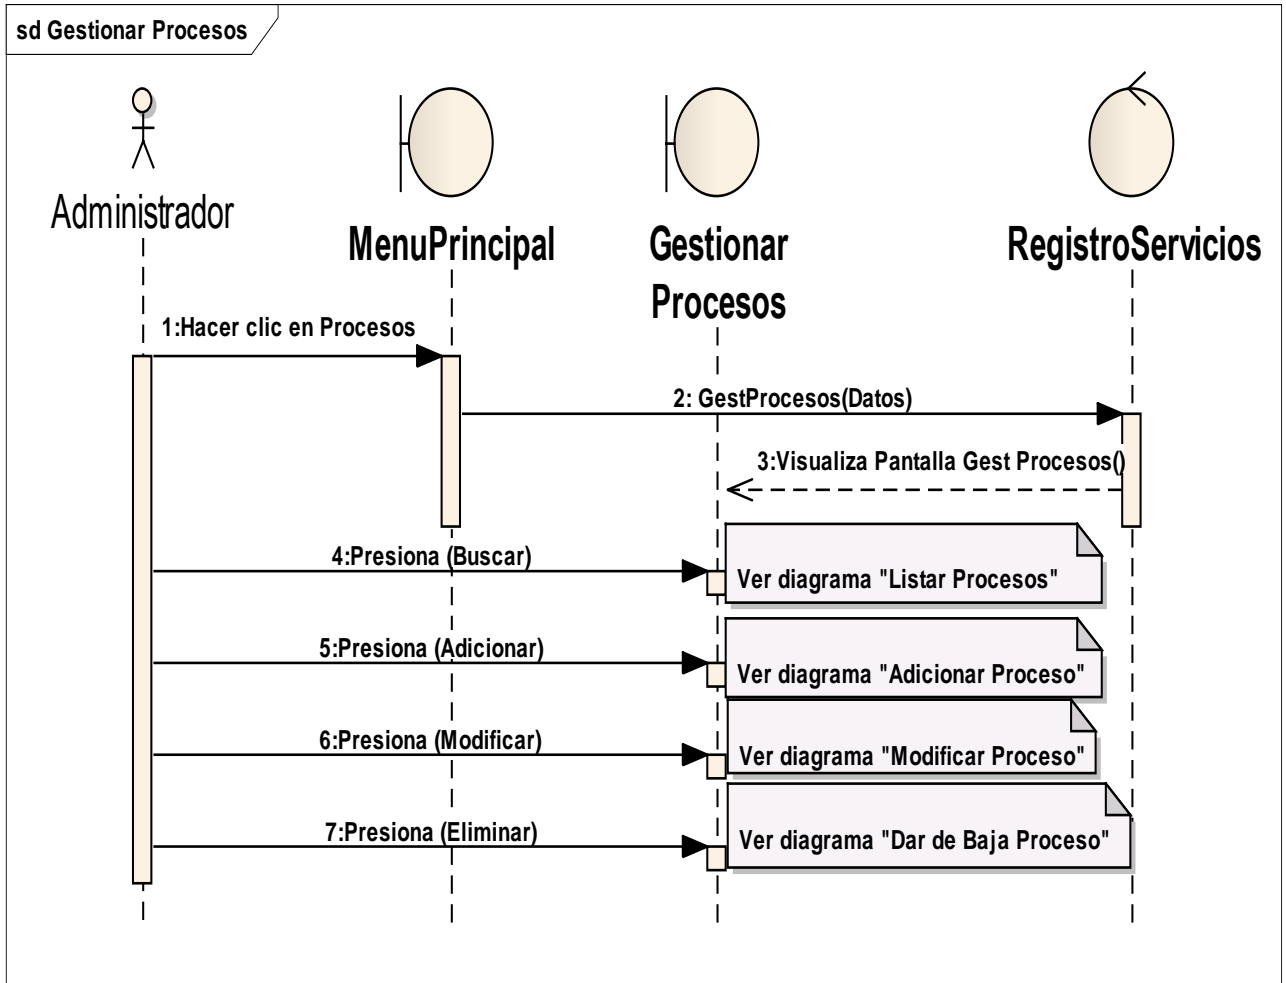 sd Gestionar Procesos
Administrador
MenuPrincipal
Gestionar
Procesos
RegistroServicios
1:Hacer clic en Procesos
2: GestProcesos(Datos)
3:Visualiza Pantalla Gest Procesos()
4:Presiona (Buscar)
Ver diagrama "Listar Procesos"
5:Presiona (Adicionar)
Ver diagrama "Adicionar Proceso"
6:Presiona (Modificar)
Ver diagrama "Modificar Proceso"
7:Presiona (Eliminar)
Ver diagrama "Dar de Baja Proceso"